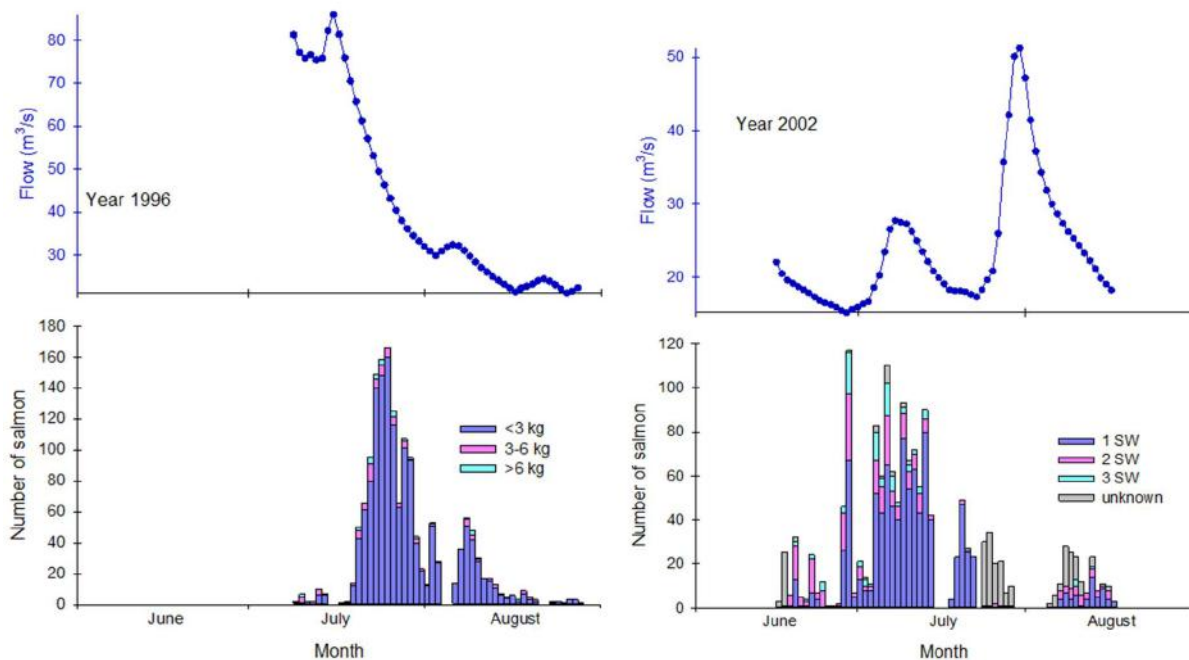 80
70
60
50
40
30
Flow (m³/s)
Year 1996
50
40
30
20
Flow (m³/s)
Year 2002
180
160
140
120
100
80
60
40
20
0
Number of salmon
<3 kg
3-6 kg
>6 kg
June
July
August
Month
120
100
80
60
40
20
0
Number of salmon
1 SW
2 SW
3 SW
unknown
June
July
August
Month